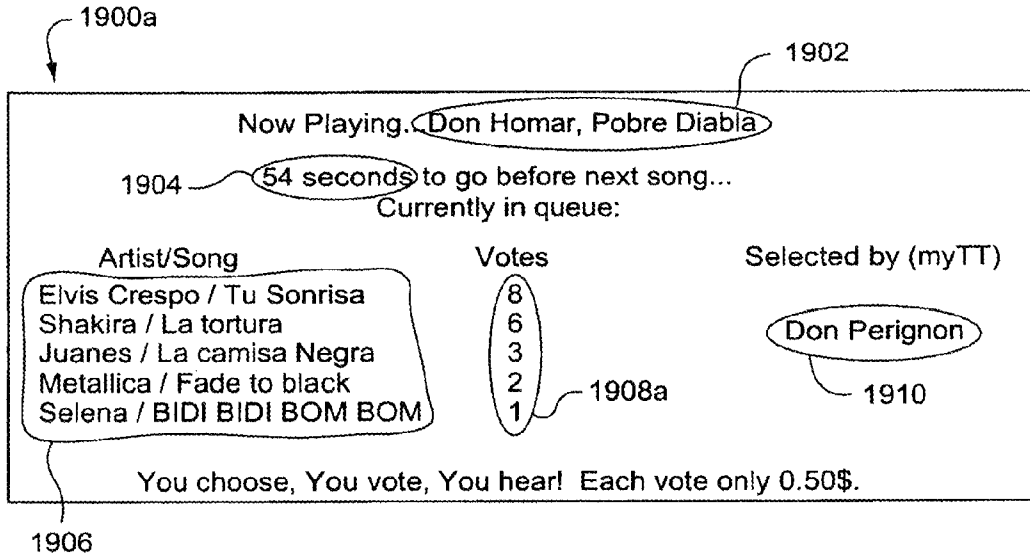 1900a
1902
Now Playing...Don Homar, Pobre Diabla
1904
54 seconds to go before next song...
Currently in queue:
Artist/Song Votes Selected by (myTT)
Elvis Crespo / Tu Sonrisa 8
Shakira / La tortura 6
Juanes / La camisa Negra 3
Metallica / Fade to black 2
Selena / BIDI BIDI BOM BOM 1
Don Perignon
1908a
1910
You choose, You vote, You hear! Each vote only 0.50$.
1906